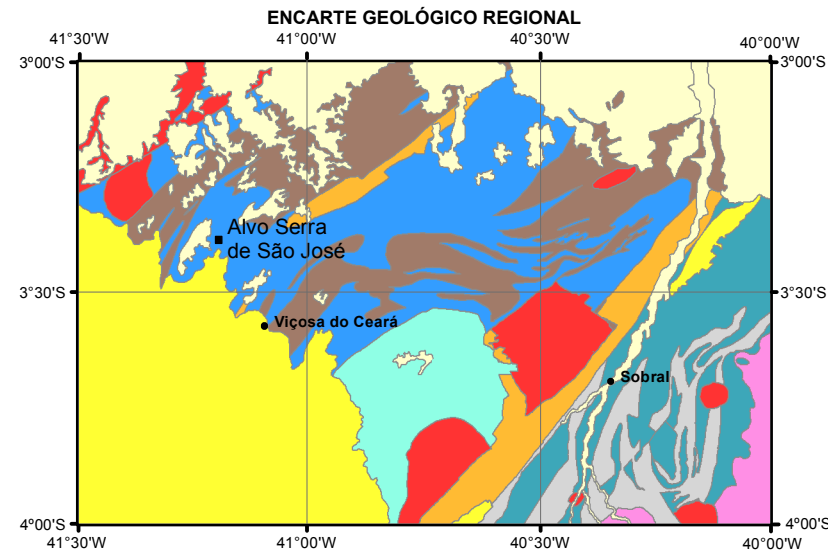 ENCARTE GEOLÓGICO REGIONAL
41°30'W
41°00'W
40°30'W
40°00'W
3°00'S
3°00'S
Alvo Serra
de São José
3°30'S
3°30'S
Viçosa do Ceará
Sobral
4°00'S
4°00'S
41°30'W
41°00'W
40°30'W
40°00'W